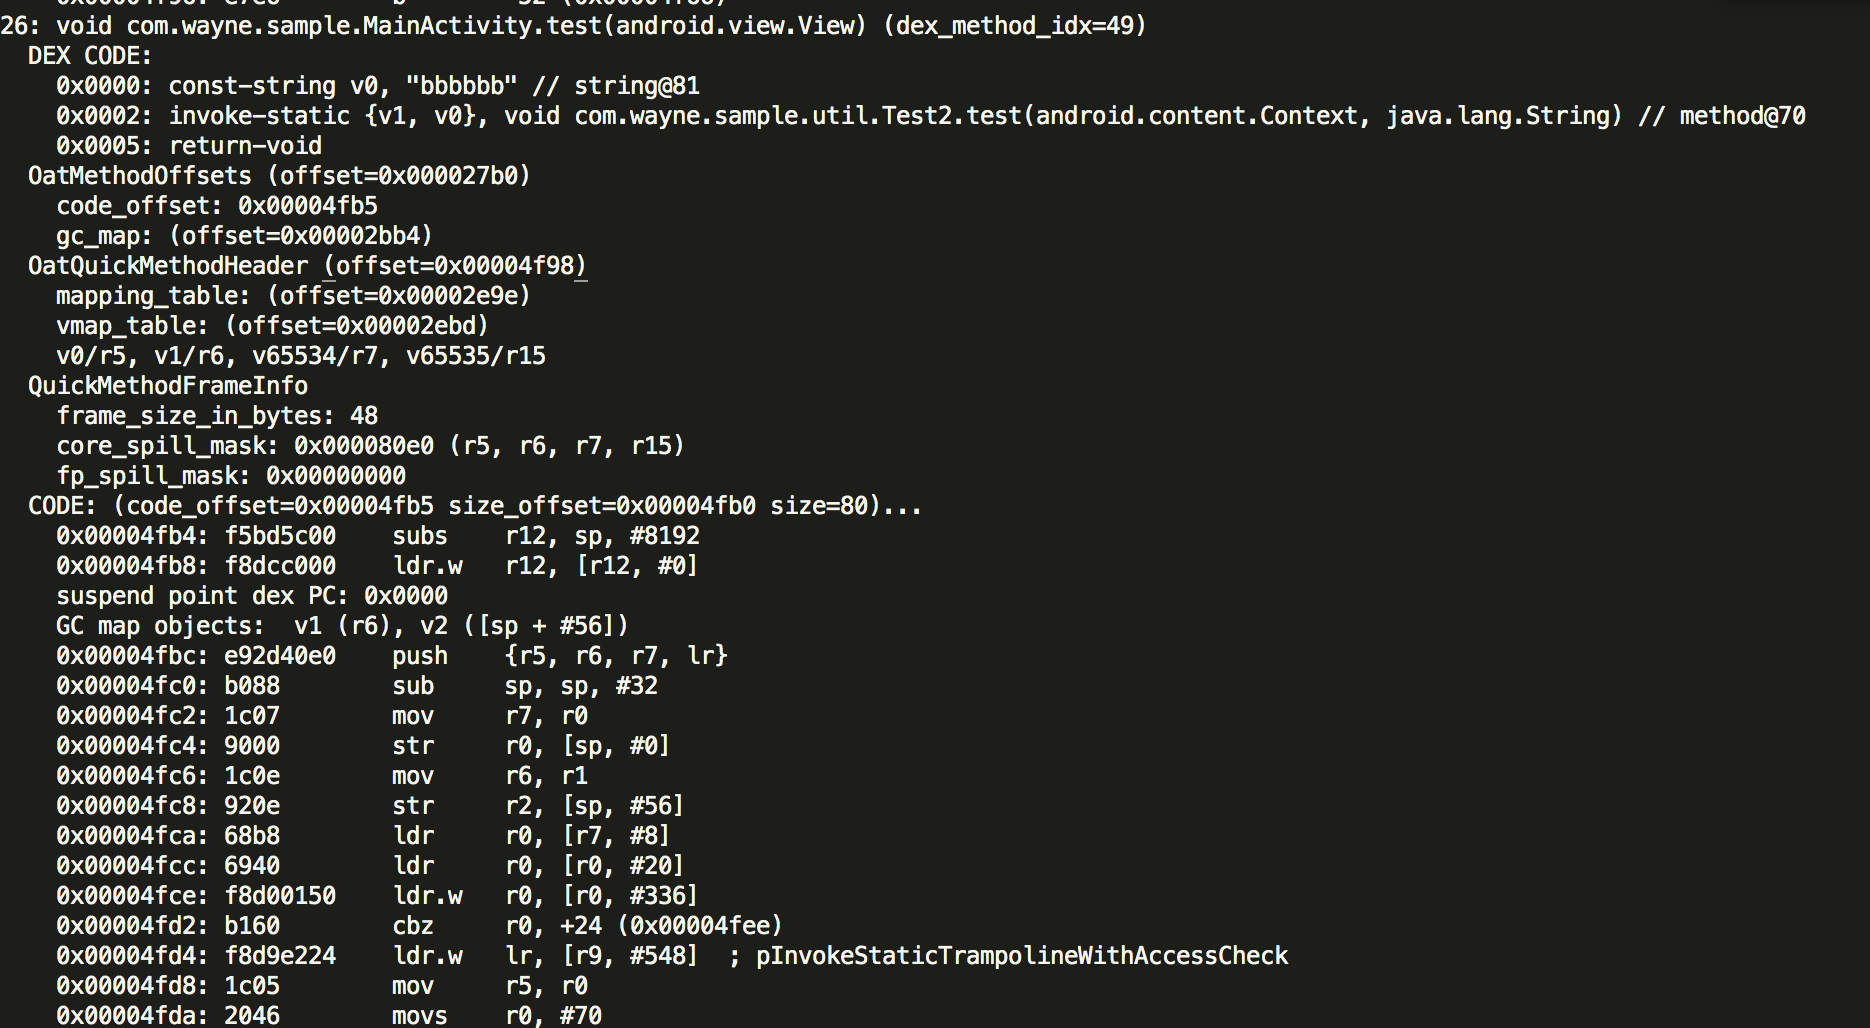 26: void com.wayne.sample.MainActivity.test(android.view.View) (dex_method_idx=49)
DEX CODE:
0x0000: const-string v0, "bbbbbb" // string@81
0x0002: invoke-static {v1, v0}, void com.wayne.sample.util.Test2.test(android.content.Context, java.lang.String) // method@70
0x0005: return-void
OatMethodOffsets (offset=0x000027b0)
code_offset: 0x00004fb5
gc_map: (offset=0x00002bb4)
OatQuickMethodHeader (offset=0x00004f98)
mapping_table: (offset=0x00002e9e)
vmap_table: (offset=0x00002ebd)
v0/r5, v1/r6, v65534/r7, v65535/r15
QuickMethodFrameInfo
frame_size_in_bytes: 48
core_spill_mask: 0x000080e0 (r5, r6, r7, r15)
fp_spill_mask: 0x00000000
CODE: (code_offset=0x00004fb5 size_offset=0x00004fb0 size=80)...
0x00004fb4: f5bd5c00 subs r12, sp, #8192
0x00004fb8: f8dcc000 ldr.w r12, [r12, #0]
suspend point dex PC: 0x0000
GC map objects: v1 (r6), v2 ([sp + #56])
0x00004fbc: e92d40e0 push {r5, r6, r7, lr}
0x00004fc0: b088 sub sp, sp, #32
0x00004fc2: 1c07 mov r7, r0
0x00004fc4: 9000 str r0, [sp, #0]
0x00004fc6: 1c0e mov r6, r1
0x00004fc8: 920e str r2, [sp, #56]
0x00004fca: 68b8 ldr r0, [r7, #8]
0x00004fcc: 6940 ldr r0, [r0, #20]
0x00004fce: f8d00150 ldr.w r0, [r0, #336]
0x00004fd2: b160 cbz r0, +24 (0x00004fee)
0x00004fd4: f8d9e224 ldr.w lr, [r9, #548] ; pInvokeStaticTrampolineWithAccessCheck
0x00004fd8: 1c05 mov r5, r0
0x00004fda: 2046 movs r0, #70